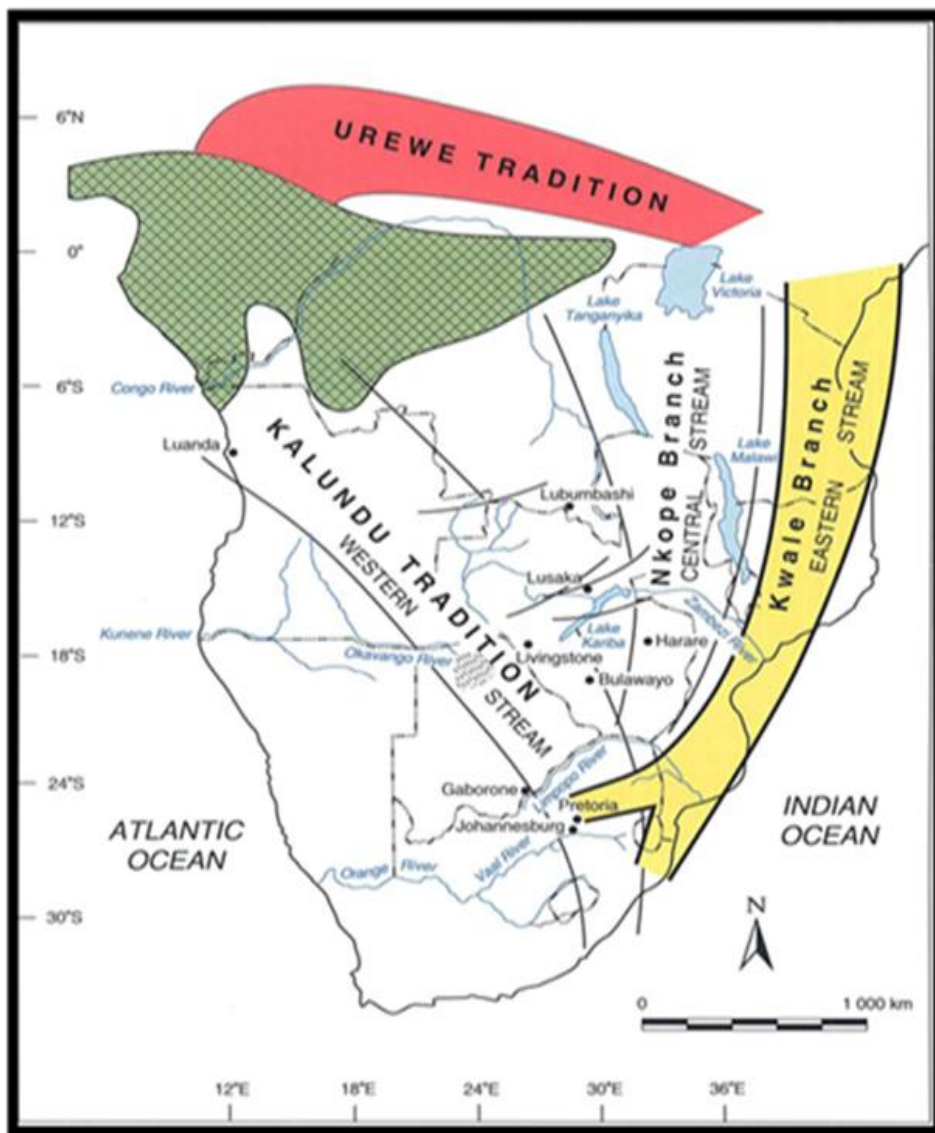 6°N
UREWE TRADITION
0°
Lake Victoria
Lake Tanganyika
Congo River
6°S
Luanda
KALUNDU TRADITION
WESTERN STREAM
Nkope Branch
CENTRAL STREAM
Kwale Branch
EASTERN STREAM
Lake Malawi
Lubumbashi
12°S
Lusaka
Zambezi River
Lake Kariba
Harare
Kunene River
Okavango River
18°S
Livingstone
Bulawayo
24°S
Gaborone
Limpopo River
Pretoria
Johannesburg
ATLANTIC
OCEAN
INDIAN
OCEAN
Orange River
Vaal River
30°S
N
0 1 000 km
12°E 18°E 24°E 30°E 36°E